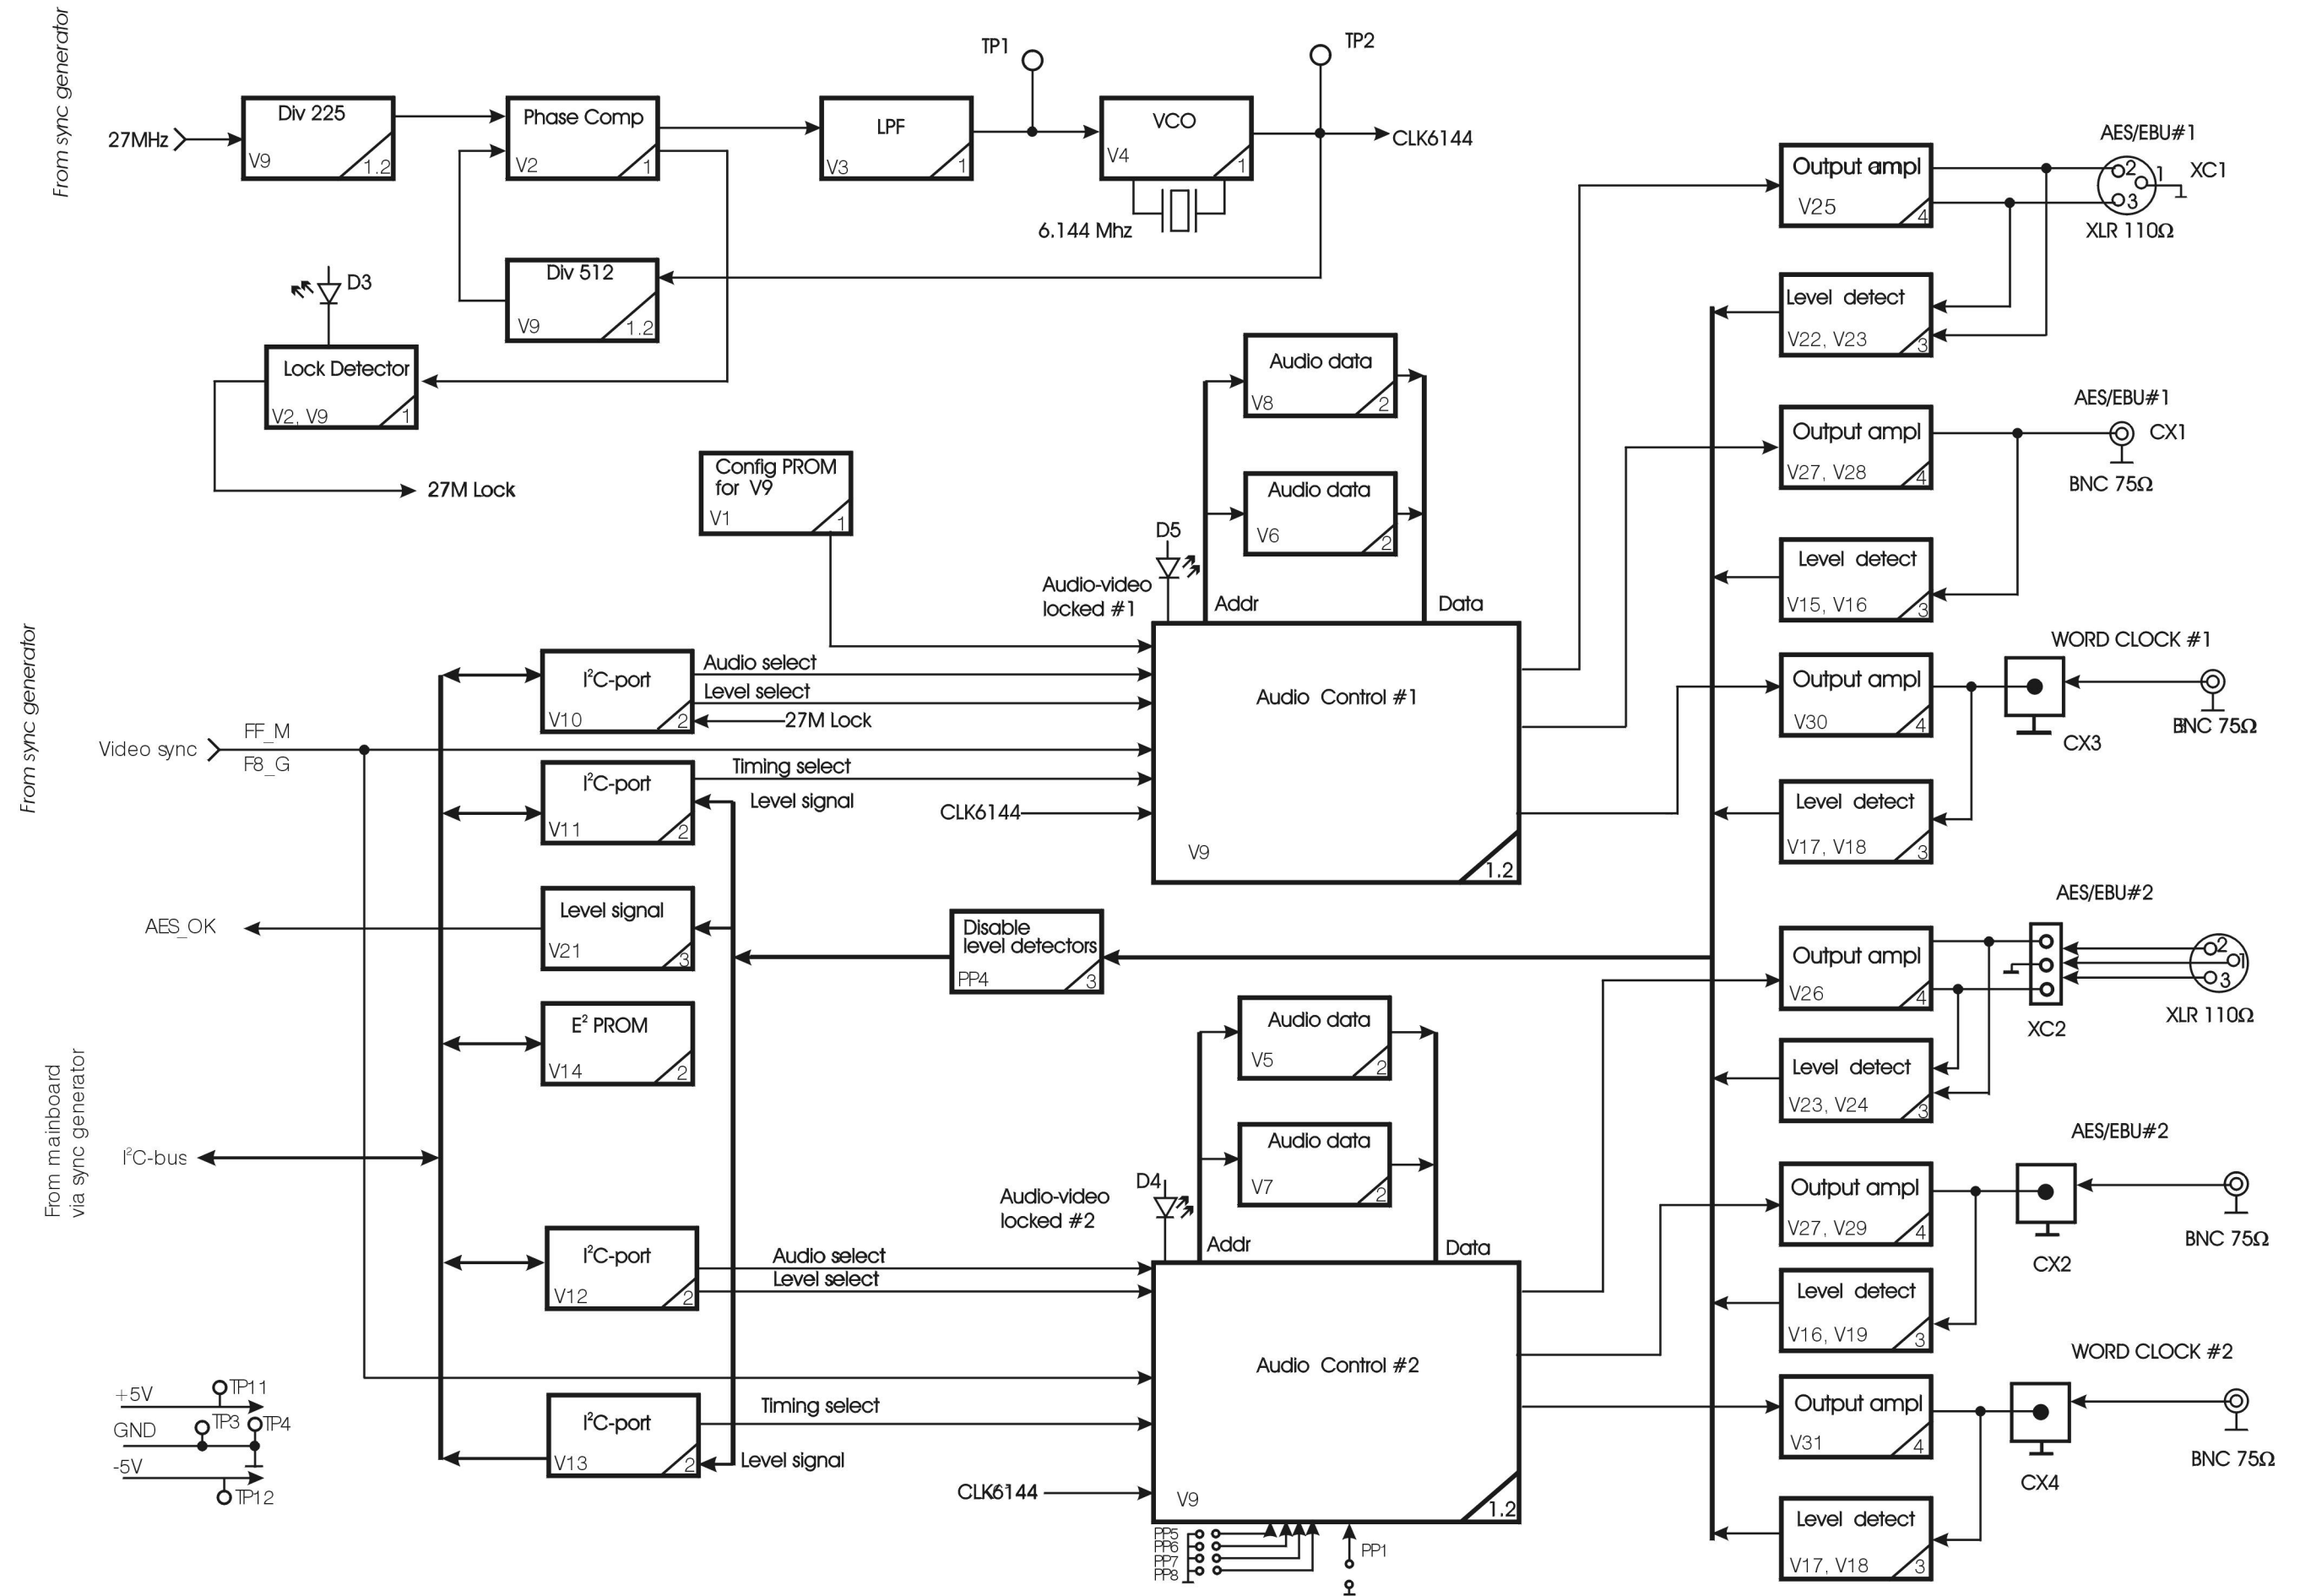 From sync generator
27MHz
Div 225
V9
1.2
Phase Comp
V2
1
LPF
V3
1
TP1
VCO
V4
1
TP2
CLK6144
6.144 Mhz
Div 512
V9
1.2
D3
Lock Detector
V2, V9
1
27M Lock
Config PROM
for V9
V1
1
Audio data
V8
2
Audio data
V6
2
D5
Audio-video
locked #1
Addr
Data
Audio Control #1
V9
1.2
From sync generator
Video sync
FF_M
F8_G
I²C-port
V10
2
Audio select
Level select
27M Lock
I²C-port
V11
2
Timing select
Level signal
CLK6144
AES_OK
Level signal
V21
3
Disable
level detectors
PP4
3
E² PROM
V14
2
From mainboard
via sync generator
I²C-bus
I²C-port
V12
2
Audio select
Level select
I²C-port
V13
2
Timing select
Level signal
CLK6144
Audio data
V5
2
Audio data
V7
2
D4
Audio-video
locked #2
Addr
Data
Audio Control #2
V9
1.2
PP5
PP6
PP7
PP8
PP1
+5V
TP11
GND
TP3
TP4
-5V
TP12
Output ampl
V25
4
AES/EBU#1
2
1
3
XC1
XLR 110Ω
Level detect
V22, V23
3
Output ampl
V27, V28
4
AES/EBU#1
CX1
BNC 75Ω
Level detect
V15, V16
3
WORD CLOCK #1
Output ampl
V30
4
CX3
BNC 75Ω
Level detect
V17, V18
3
AES/EBU#2
Output ampl
V26
4
2
1
3
XC2
XLR 110Ω
Level detect
V23, V24
3
AES/EBU#2
Output ampl
V27, V29
4
CX2
BNC 75Ω
Level detect
V16, V19
3
WORD CLOCK #2
Output ampl
V31
4
CX4
BNC 75Ω
Level detect
V17, V18
3